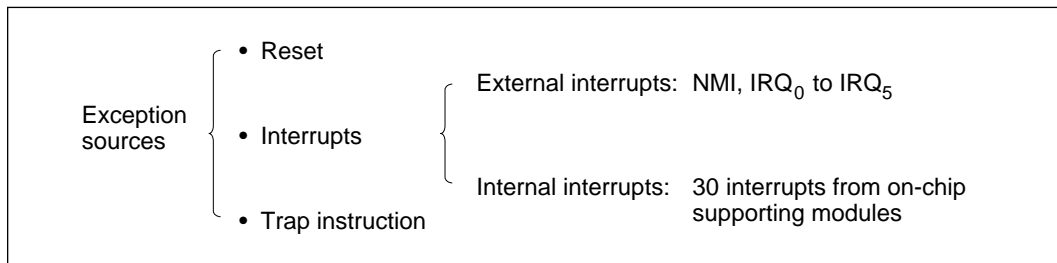 • Reset
External interrupts: NMI, IRQ0 to IRQ5
Exception
sources
• Interrupts
Internal interrupts: 30 interrupts from on-chip
supporting modules
• Trap instruction